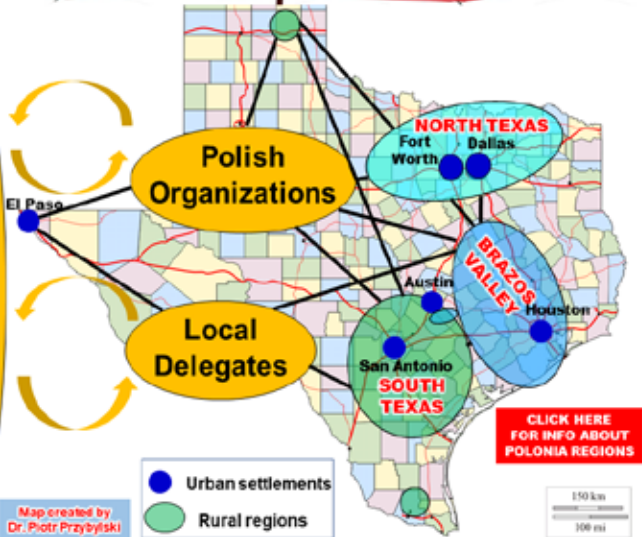 NORTH TEXAS
Fort
Worth
Dallas
Polish
Organizations
El Paso
BRAZOS
VALLEY
Austin
Houston
Local
Delegates
San Antonio
SOUTH
TEXAS
CLICK HERE
FOR INFO ABOUT
POLONIA REGIONS
Urban settlements
Rural regions
Map created by
Dr. Piotr Przybylski
150 km
100 mi